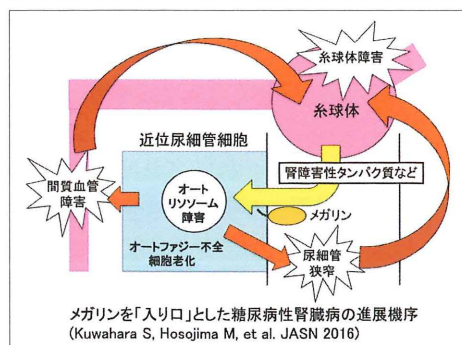 糸球体障害
糸球体
近位尿細管細胞
腎障害性タンパク質など
間質血管
障害
オート
リソソーム
障害
メガリン
オートファジー不全
細胞老化
尿細管
狭窄
メガリンを「入り口」とした糖尿病性腎臓病の進展機序
(Kuwahara S, Hosojima M, et al. JASN 2016)